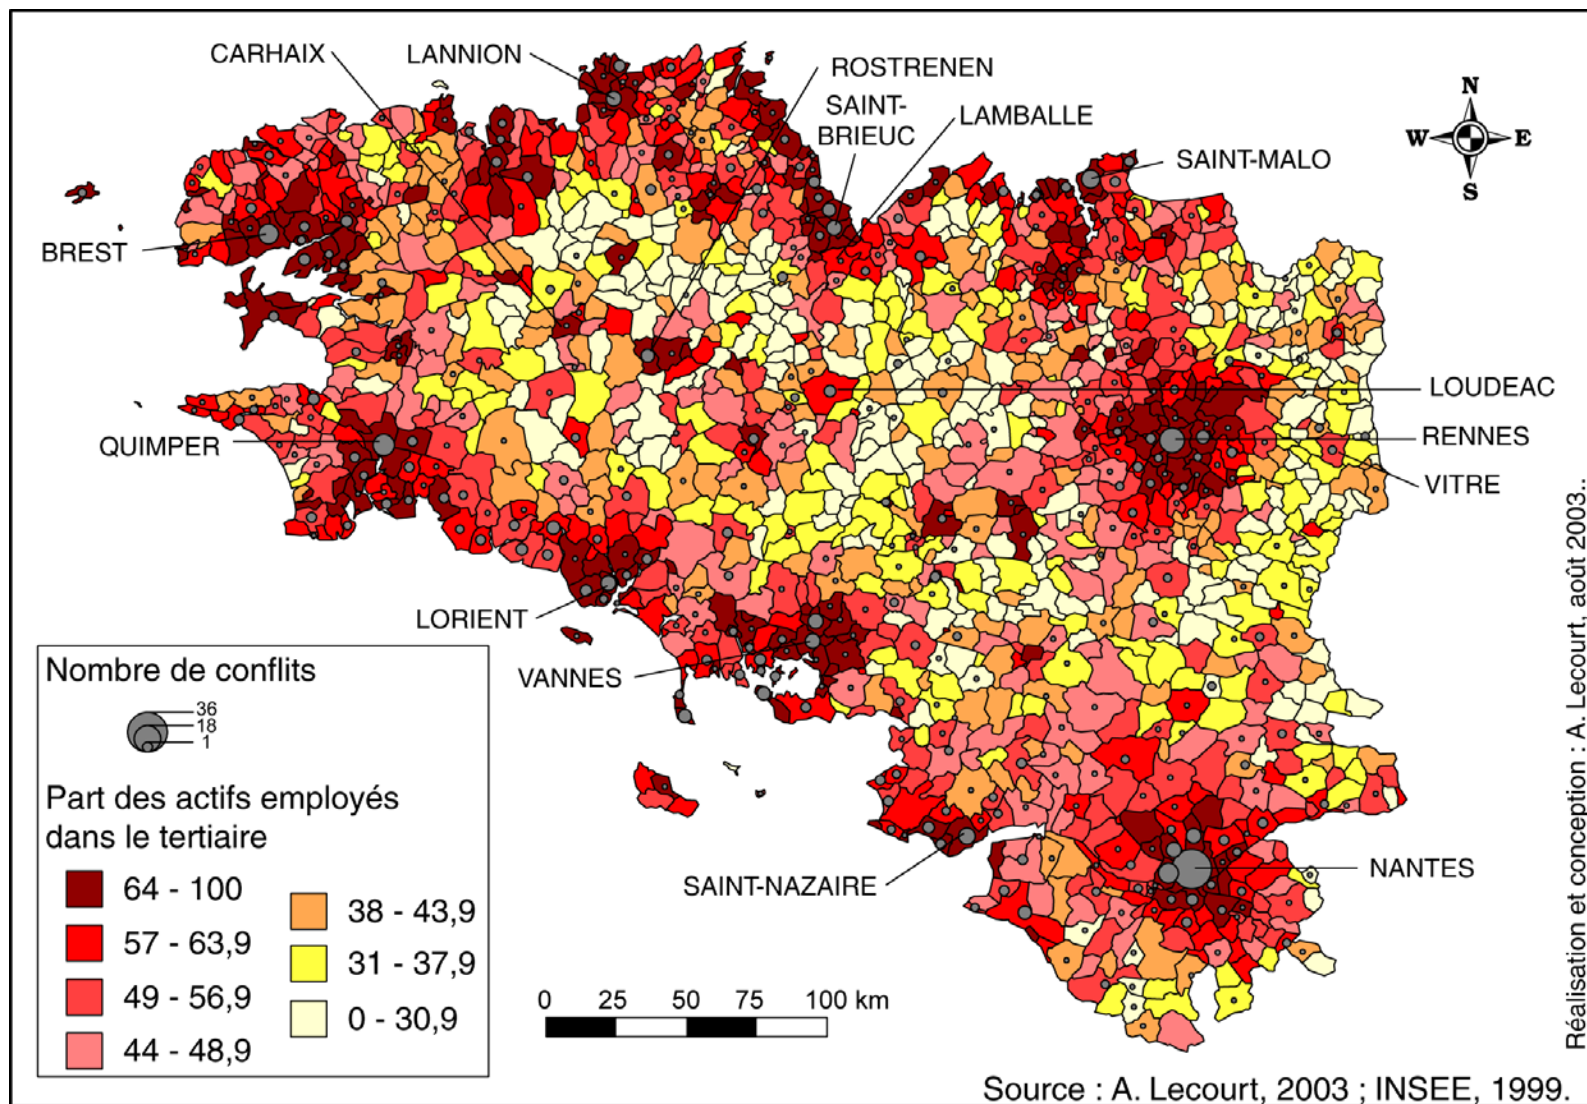 CARHAIX
LANNION
ROSTRENEN
SAINT-
BRIEUC
LAMBALLE
SAINT-MALO
N
W
E
S
BREST
QUIMPER
LOUDEAC
RENNES
VITRE
LORIENT
VANNES
SAINT-NAZAIRE
NANTES
Nombre de conflits
36
18
1
Part des actifs employés
dans le tertiaire
64 - 100
57 - 63,9
49 - 56,9
44 - 48,9
38 - 43,9
31 - 37,9
0 - 30,9
0 25 50 75 100 km
Réalisation et conception : A. Lecourt, août 2003..
Source : A. Lecourt, 2003 ; INSEE, 1999.